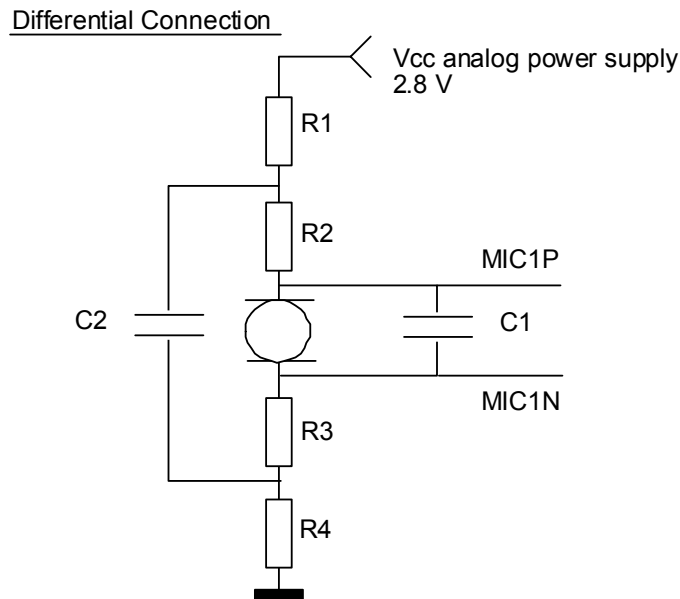 Differential Connection
Vcc analog power supply
2.8 V
R1
R2
MIC1P
C2
C1
MIC1N
R3
R4